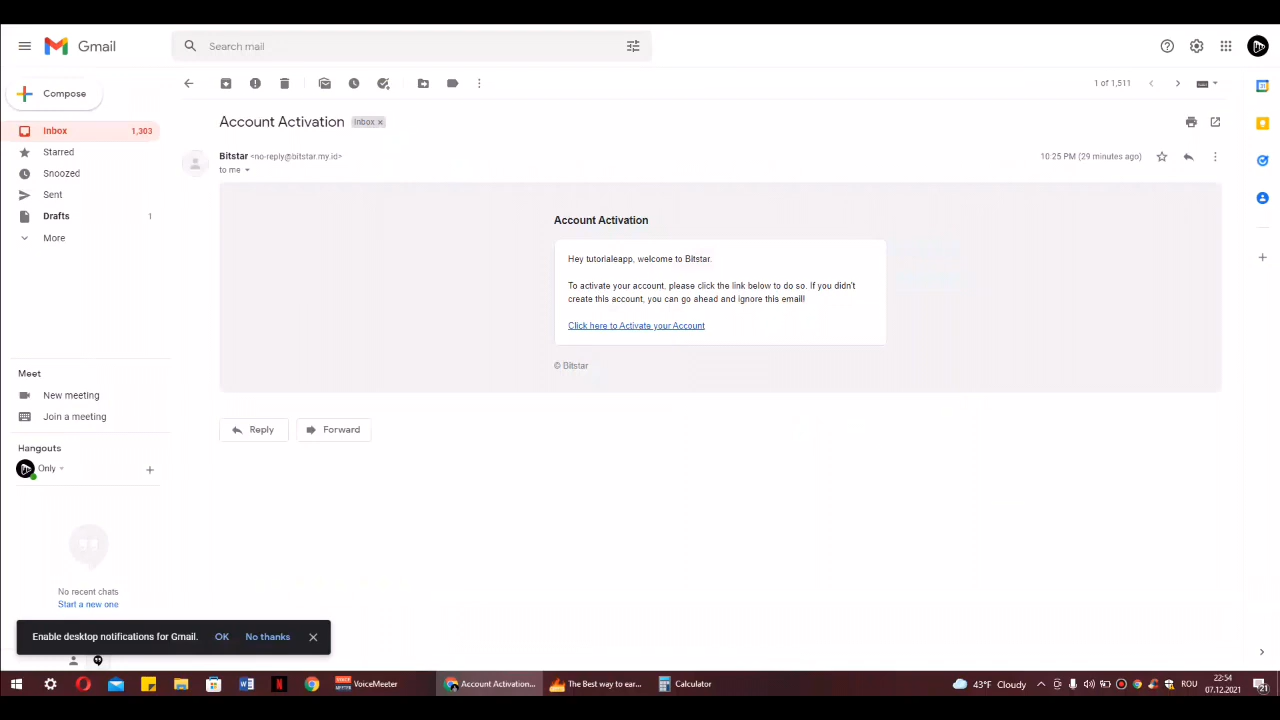 Gmail
Search mail
Compose
1 of 1,511
Inbox 1,303
Starred
Snoozed
Sent
Drafts 1
More
Account Activation
Inbox ×
Bitstar <no-reply@bitstar.my.id>
10:25 PM (29 minutes ago)
to me
Account Activation
Hey tutorialeapp, welcome to Bitstar.
To activate your account, please click the link below to do so. If you didn't
create this account, you can go ahead and ignore this email!
Click here to Activate your Account
© Bitstar
Reply
Forward
Meet
New meeting
Join a meeting
Hangouts
Only
No recent chats
Start a new one
Enable desktop notifications for Gmail. OK No thanks
VoiceMeeter
Account Activation...
The Best way to ear...
Calculator
43°F Cloudy
ROU
22:54
07.12.2021
21